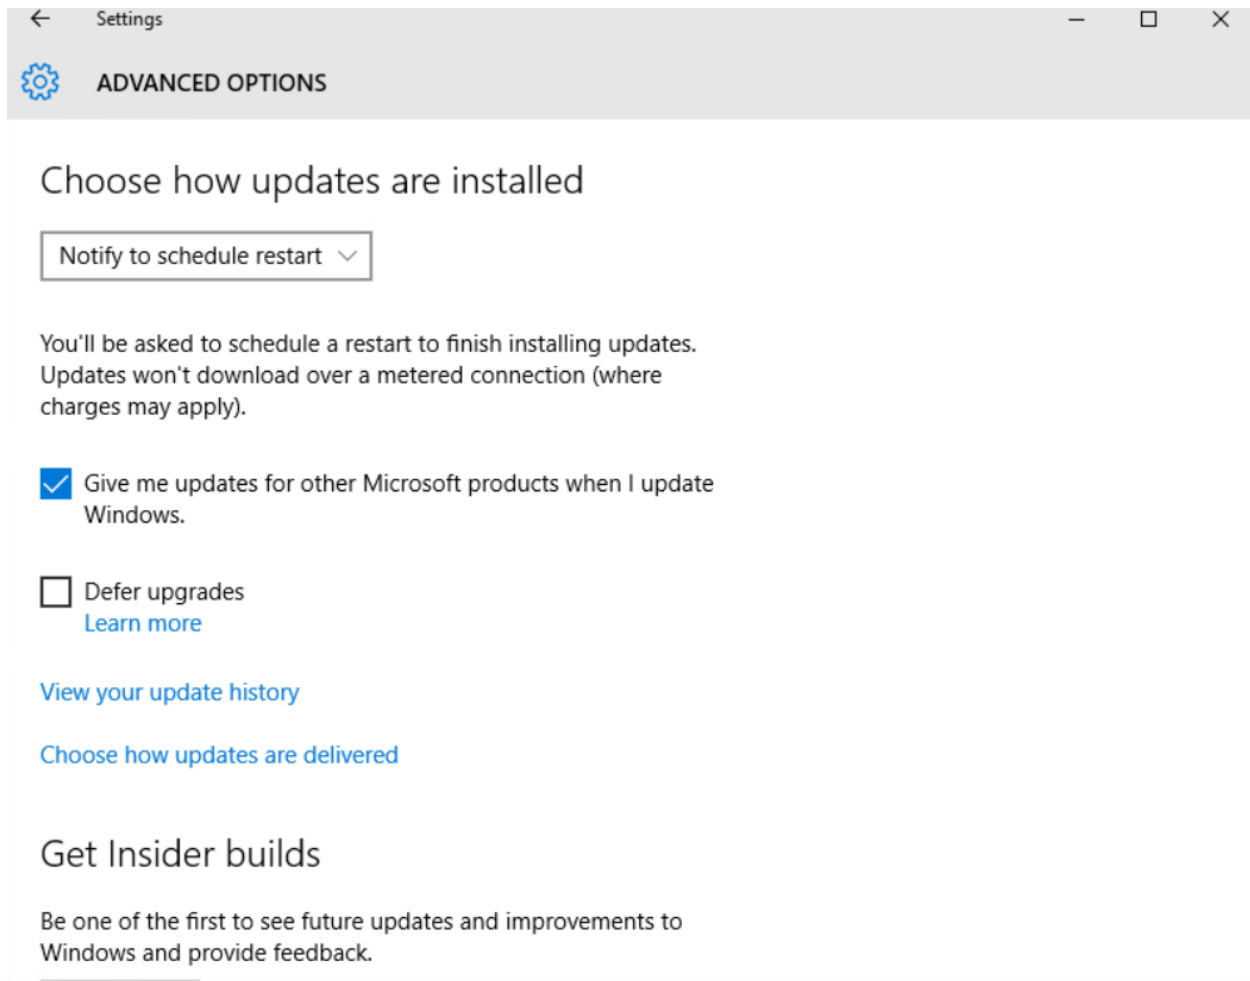 Settings
ADVANCED OPTIONS
Choose how updates are installed
Notify to schedule restart
You'll be asked to schedule a restart to finish installing updates.
Updates won't download over a metered connection (where
charges may apply).
Give me updates for other Microsoft products when I update
Windows.
Defer upgrades
Learn more
View your update history
Choose how updates are delivered
Get Insider builds
Be one of the first to see future updates and improvements to
Windows and provide feedback.